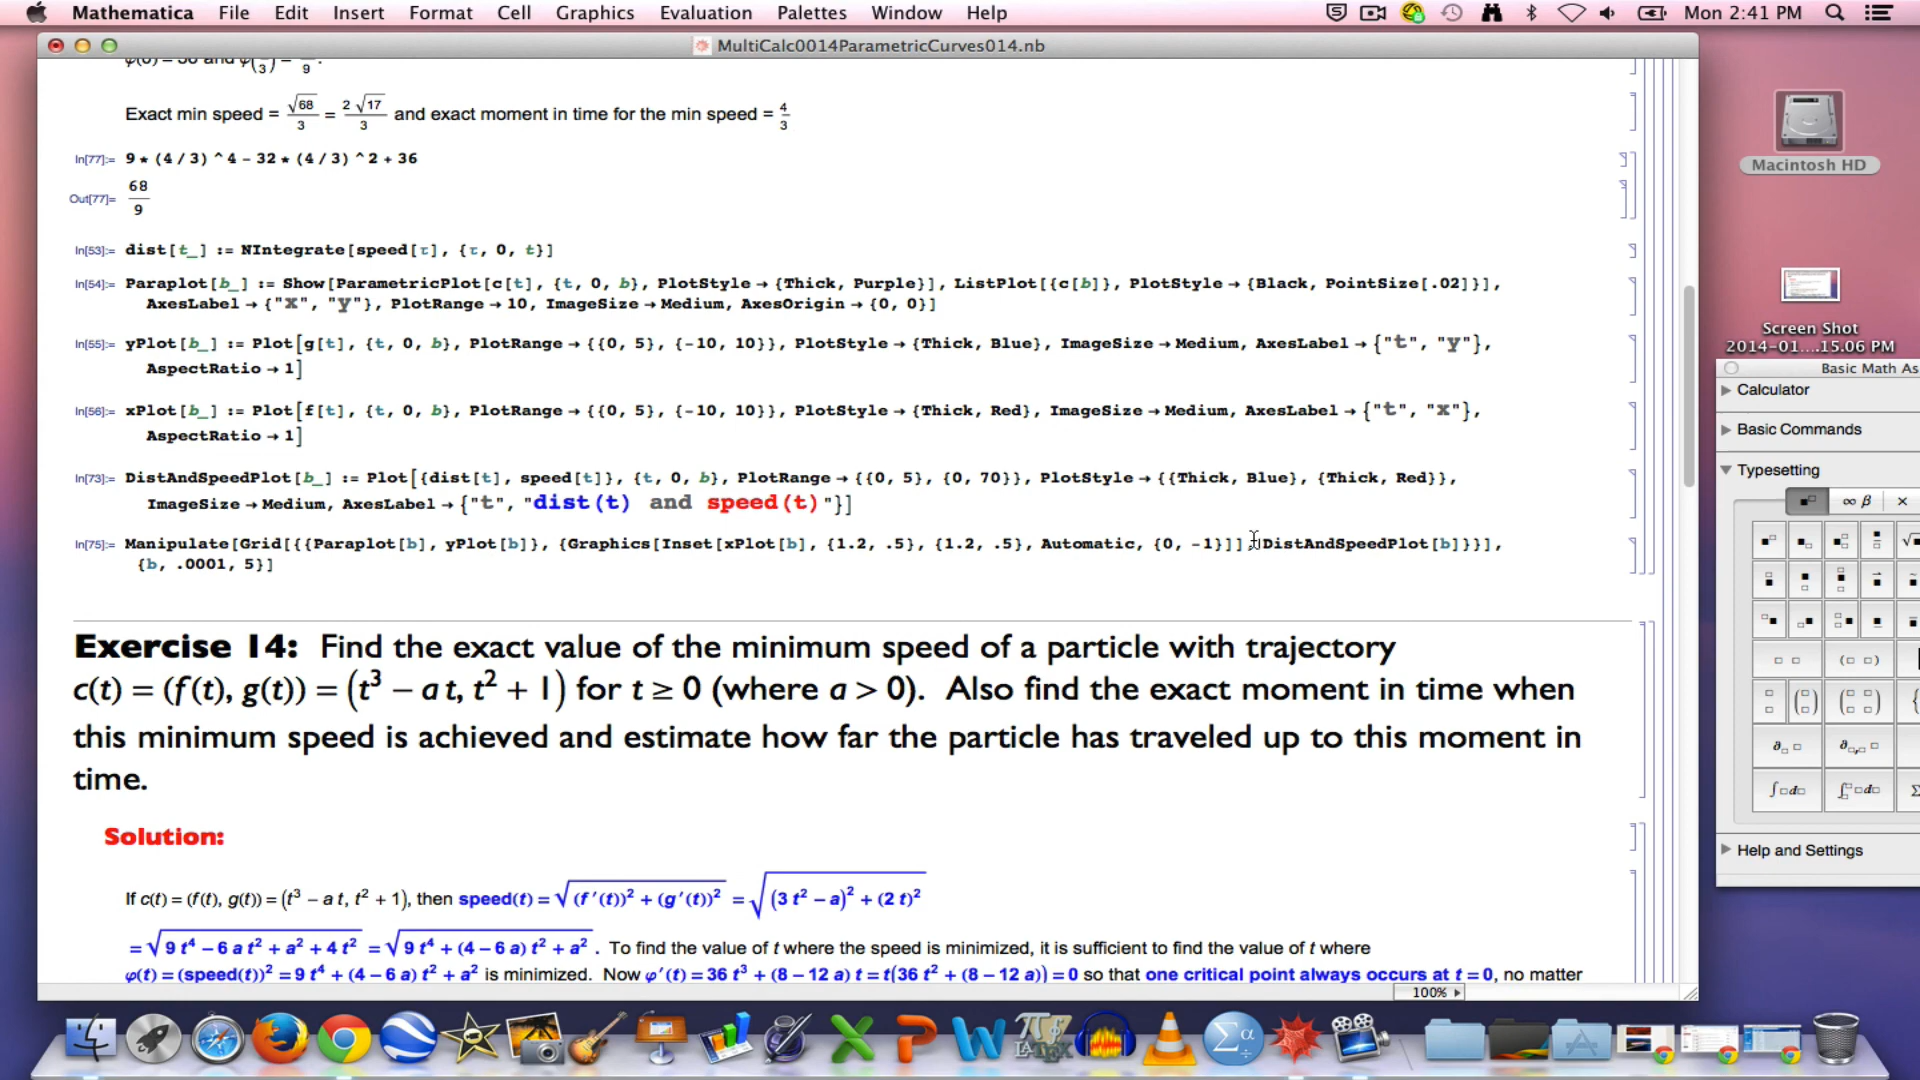 Mathematica File Edit Insert Format Cell Graphics Evaluation Palettes Window Help Mon 2:41 PM
MultiCalc0014ParametricCurves014.nb
Exact min speed = √68/3 = 2 √17/3 and exact moment in time for the min speed = 4/3
In[77]:= 9 * (4 / 3) ^ 4 - 32 * (4 / 3) ^ 2 + 36
Out[77]= 68/9
In[53]:= dist[t_] := NIntegrate[speed[τ], {τ, 0, t}]
In[54]:= Paraplot[b_] := Show[ParametricPlot[c[t], {t, 0, b}, PlotStyle → {Thick, Purple}], ListPlot[{c[b]}, PlotStyle → {Black, PointSize[.02]}],
AxesLabel → {"x", "y"}, PlotRange → 10, ImageSize → Medium, AxesOrigin → {0, 0}]
In[55]:= yPlot[b_] := Plot[g[t], {t, 0, b}, PlotRange → {{0, 5}, {-10, 10}}, PlotStyle → {Thick, Blue}, ImageSize → Medium, AxesLabel → {"t", "y"},
AspectRatio → 1]
In[56]:= xPlot[b_] := Plot[f[t], {t, 0, b}, PlotRange → {{0, 5}, {-10, 10}}, PlotStyle → {Thick, Red}, ImageSize → Medium, AxesLabel → {"t", "x"},
AspectRatio → 1]
In[73]:= DistAndSpeedPlot[b_] := Plot[{dist[t], speed[t]}, {t, 0, b}, PlotRange → {{0, 5}, {0, 70}}, PlotStyle → {{Thick, Blue}, {Thick, Red}},
ImageSize → Medium, AxesLabel → {"t", "dist(t) and speed(t)"}]
In[75]:= Manipulate[Grid[{{Paraplot[b], yPlot[b]}, {Graphics[Inset[xPlot[b], {1.2, .5}, {1.2, .5}, Automatic, {0, -1}]], DistAndSpeedPlot[b]}}],
{b, .0001, 5}]
Exercise 14: Find the exact value of the minimum speed of a particle with trajectory
c(t) = (f(t), g(t)) = (t³ − a t, t² + 1) for t ≥ 0 (where a > 0). Also find the exact moment in time when
this minimum speed is achieved and estimate how far the particle has traveled up to this moment in
time.
Solution:
If c(t) = (f(t), g(t)) = (t³ − a t, t² + 1), then speed(t) = √((f ′(t))² + (g ′(t))²) = √((3 t² − a)² + (2 t)²)
= √(9 t⁴ − 6 a t² + a² + 4 t²) = √(9 t⁴ + (4 − 6 a) t² + a²). To find the value of t where the speed is minimized, it is sufficient to find the value of t where
φ(t) = (speed(t))² = 9 t⁴ + (4 − 6 a) t² + a² is minimized. Now φ ′(t) = 36 t³ + (8 − 12 a) t = t(36 t² + (8 − 12 a)) = 0 so that one critical point always occurs at t = 0, no matter
100%
Macintosh HD
Screen Shot
2014-01....15.06 PM
Basic Math As
Calculator
Basic Commands
Typesetting
Help and Settings